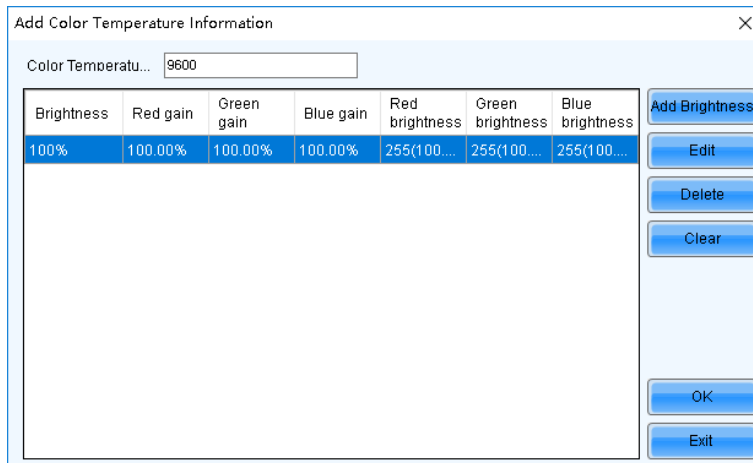 Add Color Temperature Information
Color Temperatu... 9600
Brightness Red gain Green gain Blue gain Red brightness Green brightness Blue brightness
100% 100.00% 100.00% 100.00% 255(100.... 255(100.... 255(100....
Add Brightness
Edit
Delete
Clear
OK
Exit